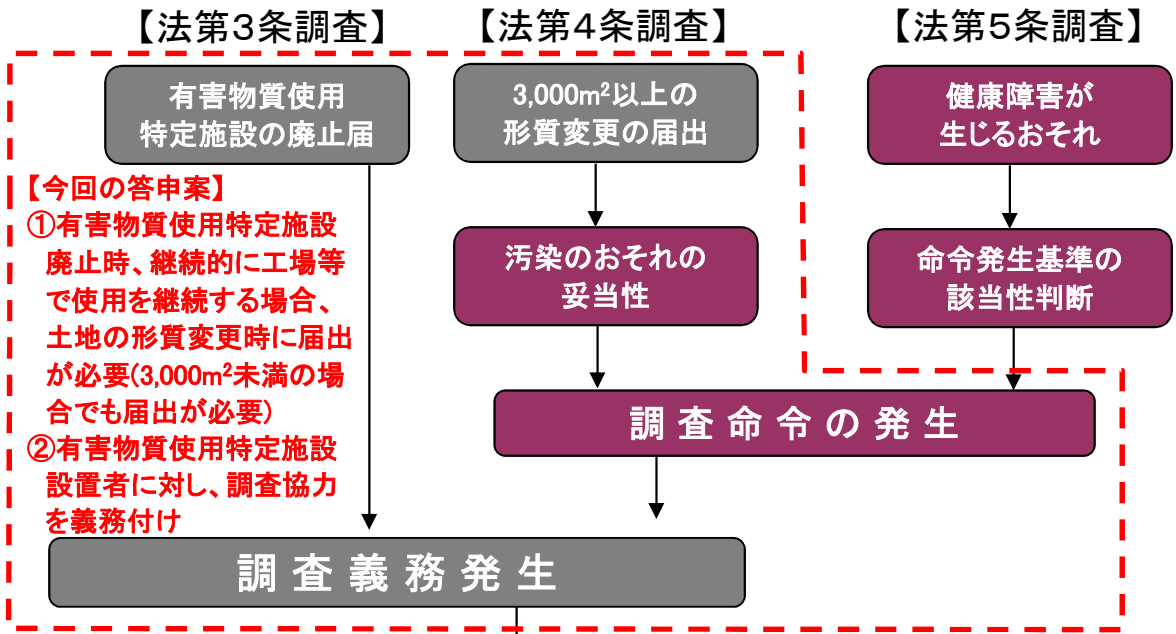 【法第３条調査】
【法第４条調査】
【法第５条調査】
有害物質使用
特定施設の廃止届
3,000m²以上の
形質変更の届出
健康障害が
生じるおそれ
【今回の答申案】
①有害物質使用特定施設
廃止時、継続的に工場等
で使用を継続する場合、
土地の形質変更時に届出
が必要(3,000m²未満の場
合でも届出が必要)
②有害物質使用特定施設
設置者に対し、調査協力
を義務付け
汚染のおそれの
妥当性
命令発生基準の
該当性判断
調査命令の発生
調査義務発生